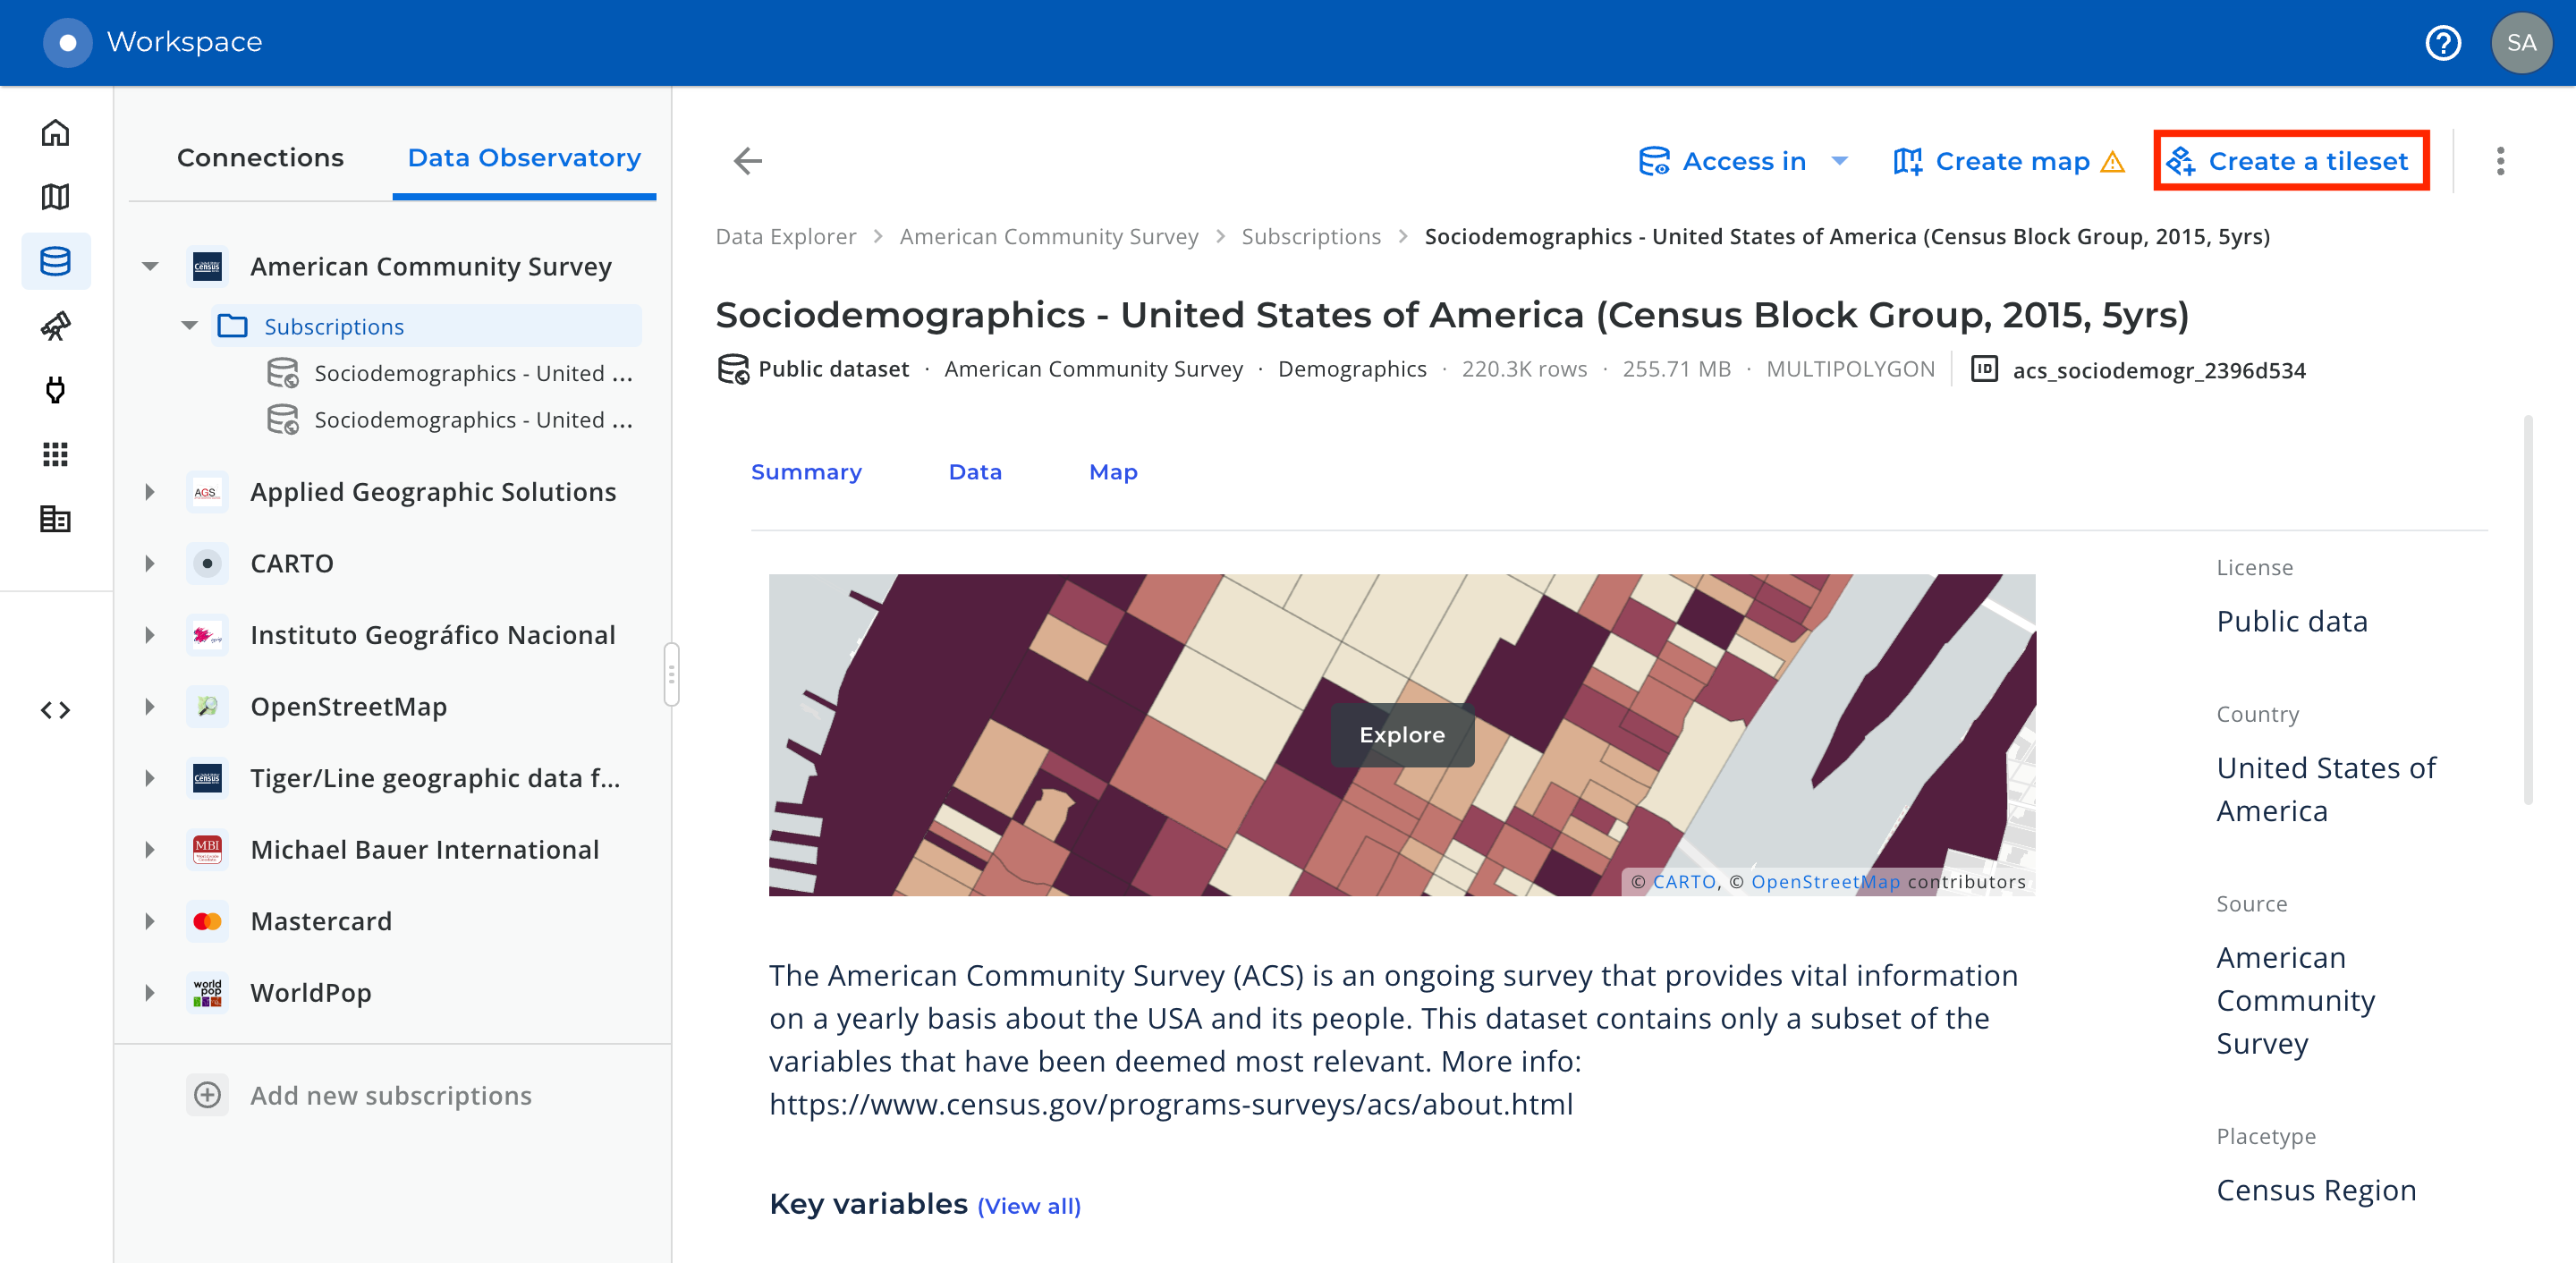 Workspace
SA
Connections
Data Observatory
American Community Survey
Subscriptions
Sociodemographics - United ...
Sociodemographics - United ...
AGS
Applied Geographic Solutions
CARTO
Instituto Geográfico Nacional
OpenStreetMap
Census
Tiger/Line geographic data f...
MBI
Michael Bauer International
Mastercard
world pop
WorldPop
Add new subscriptions
Access in
Create map
Create a tileset
Data Explorer > American Community Survey > Subscriptions > Sociodemographics - United States of America (Census Block Group, 2015, 5yrs)
Sociodemographics - United States of America (Census Block Group, 2015, 5yrs)
Public dataset · American Community Survey · Demographics · 220.3K rows · 255.71 MB · MULTIPOLYGON ID acs_sociodemogr_2396d534
Summary
Data
Map
Explore
© CARTO, © OpenStreetMap contributors
The American Community Survey (ACS) is an ongoing survey that provides vital information
on a yearly basis about the USA and its people. This dataset contains only a subset of the
variables that have been deemed most relevant. More info:
https://www.census.gov/programs-surveys/acs/about.html
Key variables (View all)
License
Public data
Country
United States of
America
Source
American
Community
Survey
Placetype
Census Region